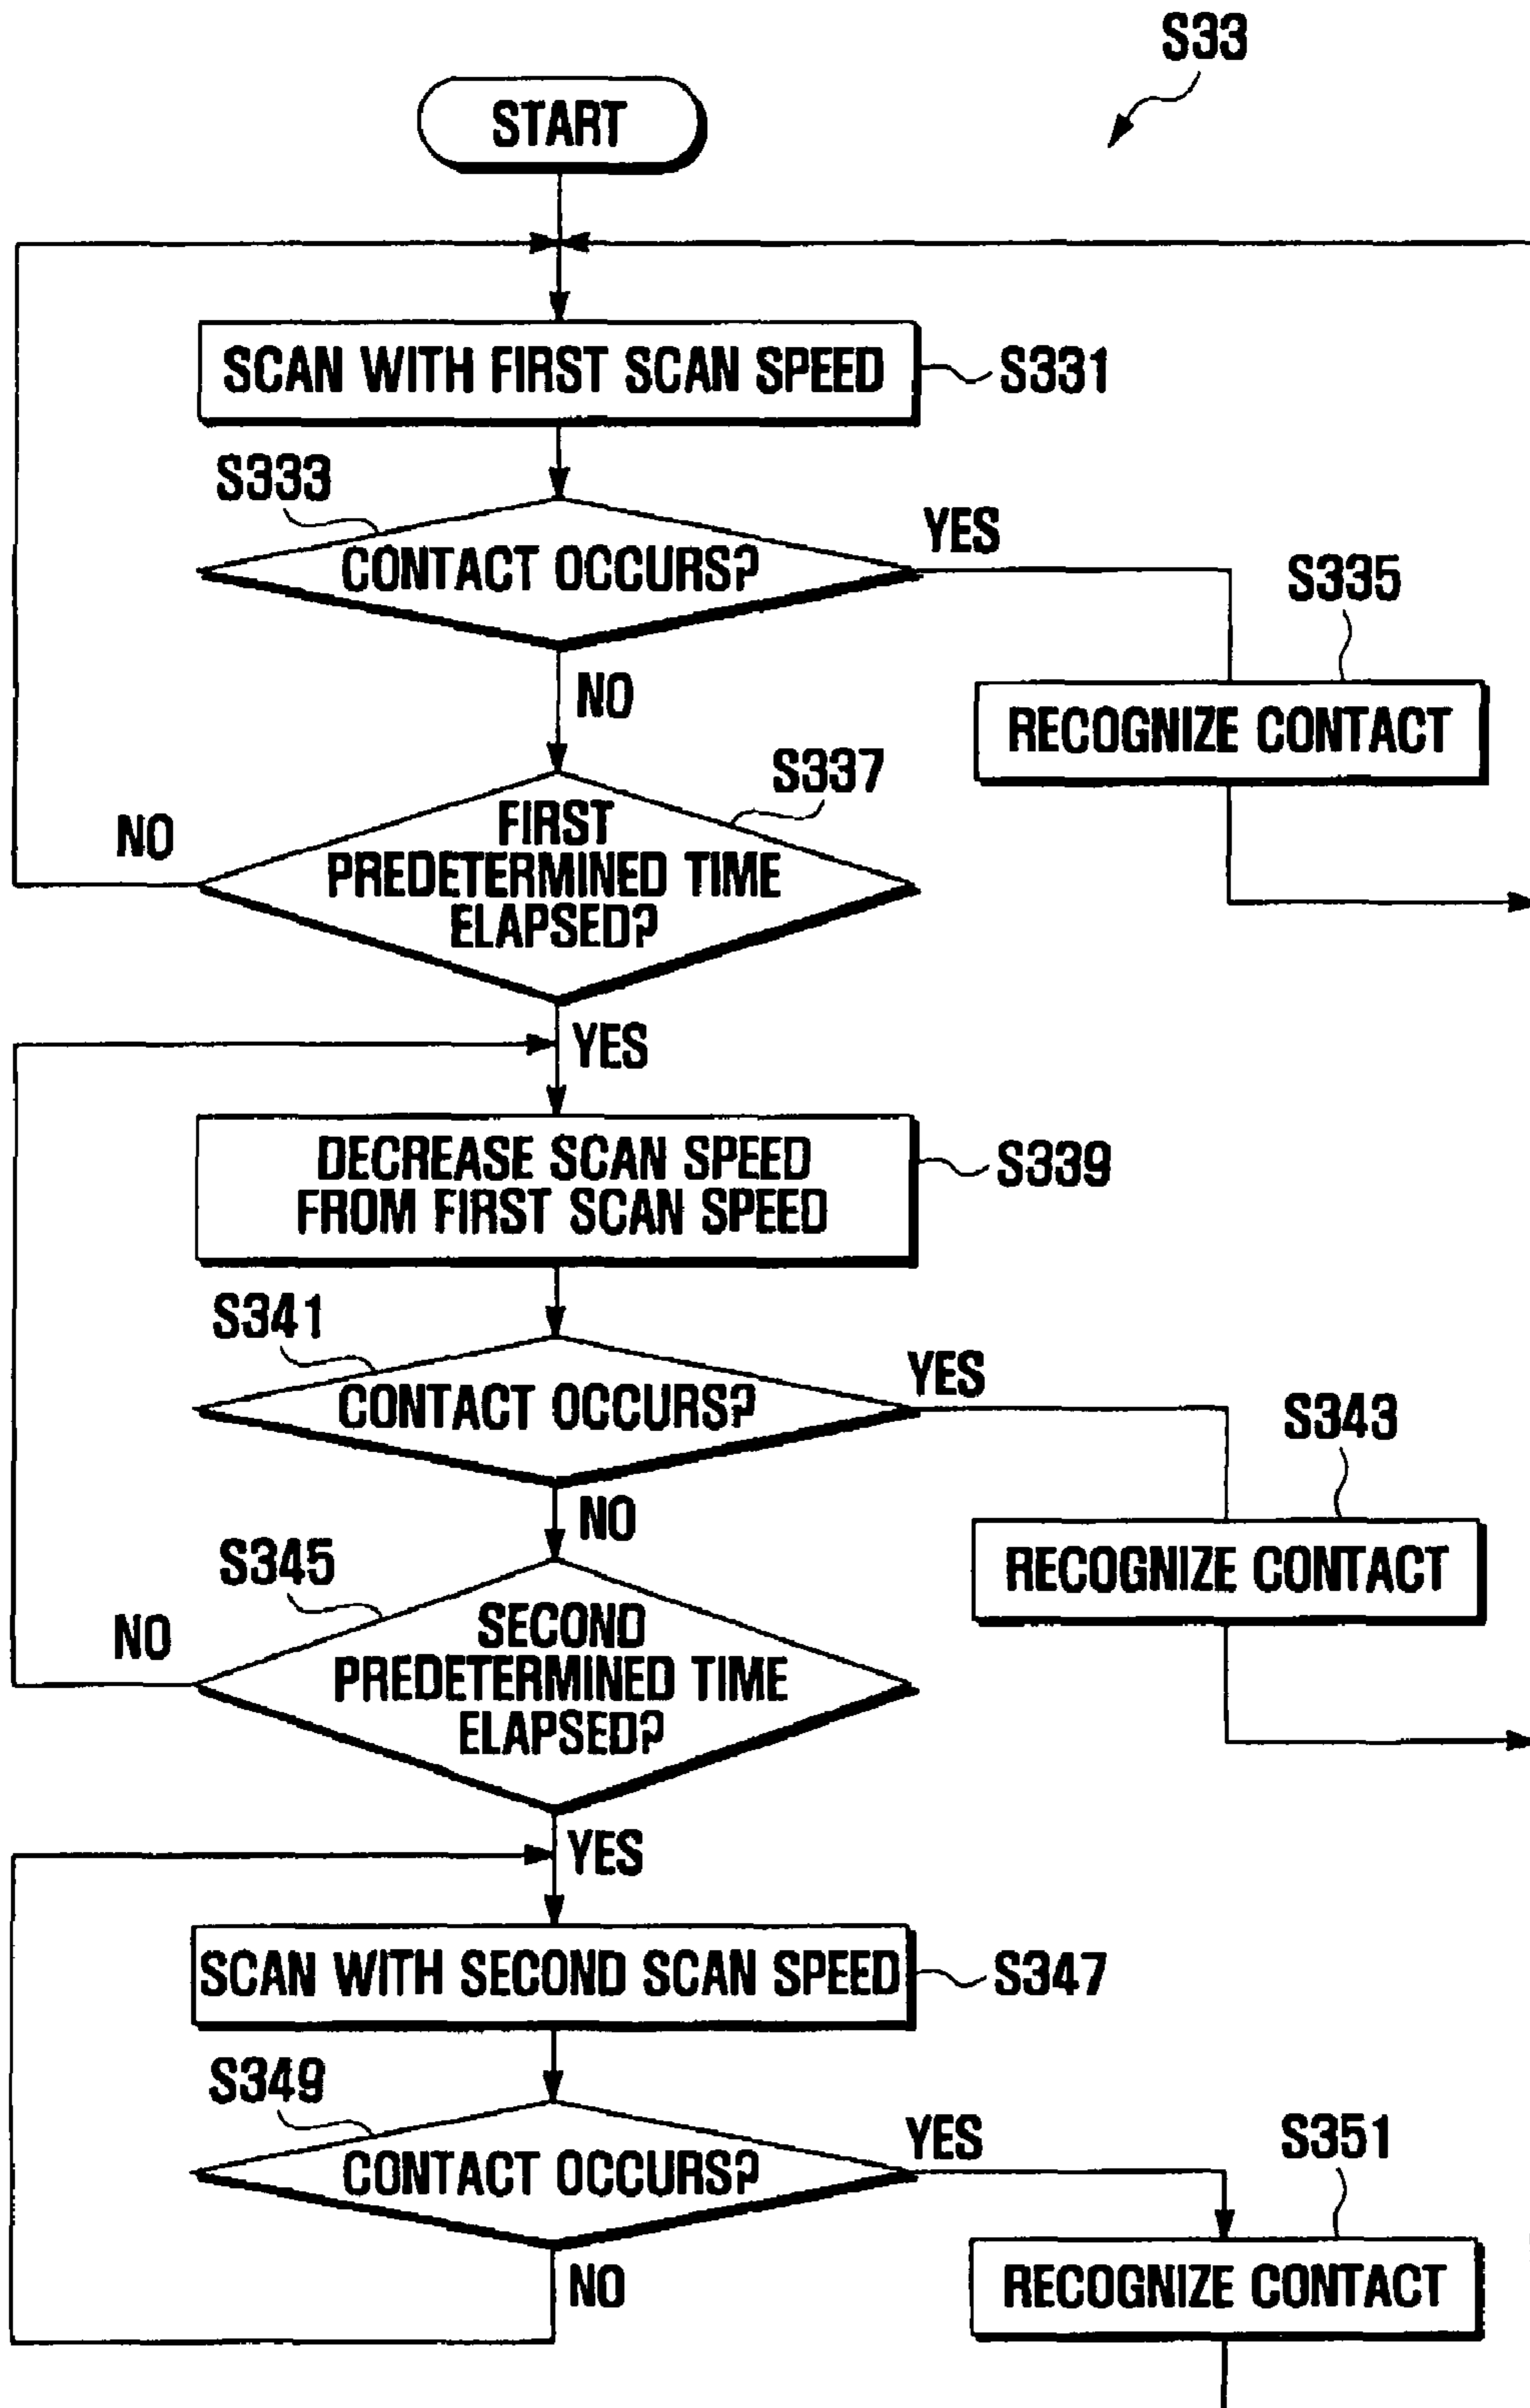 S33
START
SCAN WITH FIRST SCAN SPEED
S331
S333
CONTACT OCCURS?
YES
S335
RECOGNIZE CONTACT
NO
S337
FIRST
PREDETERMINED TIME
ELAPSED?
NO
YES
DECREASE SCAN SPEED
FROM FIRST SCAN SPEED
S339
S341
CONTACT OCCURS?
YES
S343
RECOGNIZE CONTACT
NO
S345
SECOND
PREDETERMINED TIME
ELAPSED?
NO
YES
SCAN WITH SECOND SCAN SPEED
S347
S349
CONTACT OCCURS?
YES
S351
RECOGNIZE CONTACT
NO